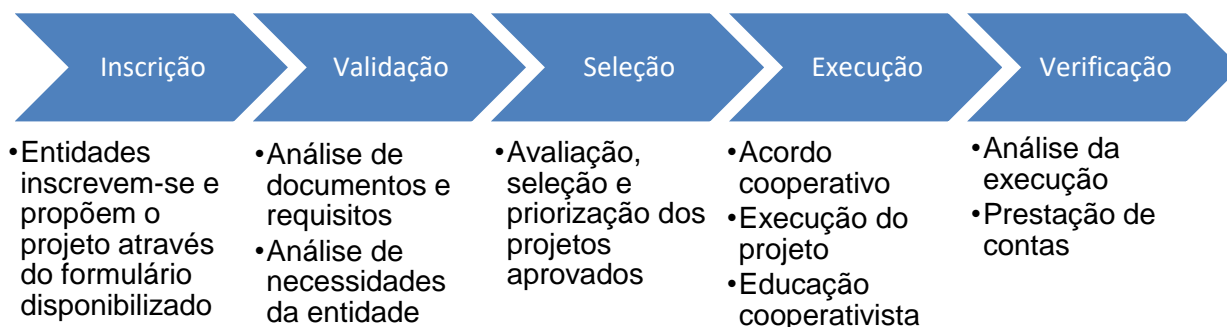 Inscrição
Validação
Seleção
Execução
Verificação
•Entidades
inscrevem-se e
propõem o
projeto através
do formulário
disponibilizado
•Análise de
documentos e
requisitos
•Análise de
necessidades
da entidade
•Avaliação,
seleção e
priorização dos
projetos
aprovados
•Acordo
cooperativo
•Execução do
projeto
•Educação
cooperativista
•Análise da
execução
•Prestação de
contas